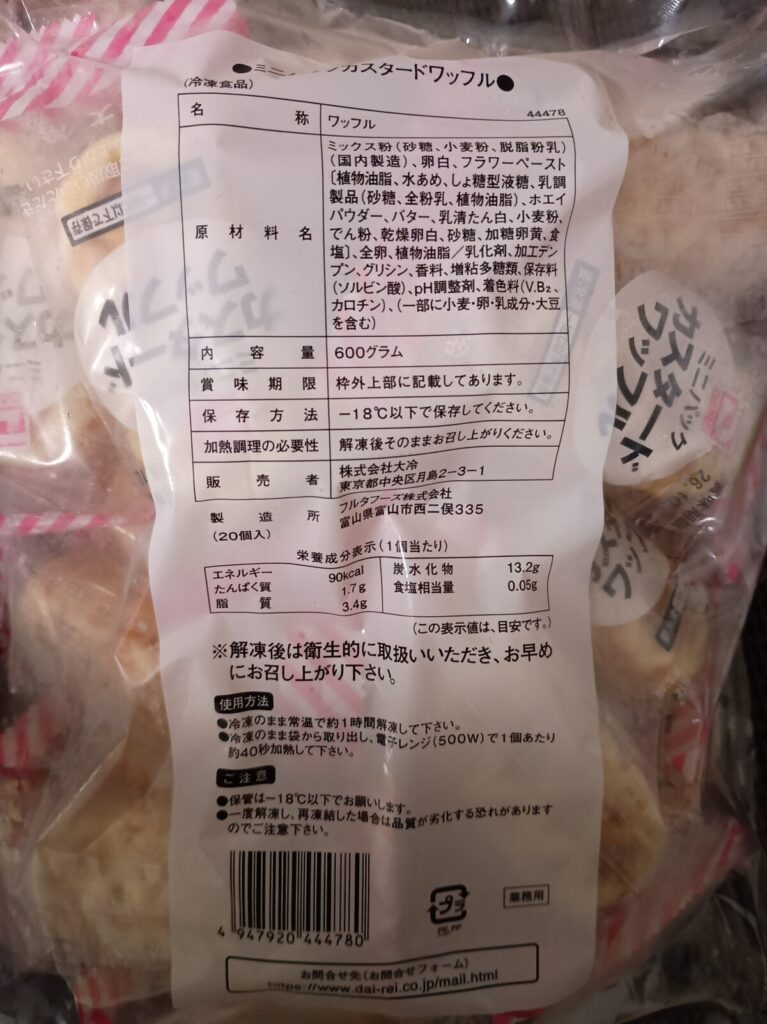 ●ミニパックカスタードワッフル●
(冷凍食品)
44478
名称 ワッフル
原材料名
ミックス粉(砂糖、小麦粉、脱脂粉乳)
(国内製造)、卵白、フラワーペースト
〔植物油脂、水あめ、しょ糖型液糖、乳調
製品(砂糖、全粉乳、植物油脂)、ホエイ
パウダー、バター、乳清たん白、小麦粉、
でん粉、乾燥卵白、砂糖、加糖卵黄、食
塩〕、全卵、植物油脂/乳化剤、加工デン
プン、グリシン、香料、増粘多糖類、保存料
(ソルビン酸)、pH調整剤、着色料(V.B₂、
カロチン)、(一部に小麦・卵・乳成分・大豆
を含む)
内容量 600グラム
賞味期限 枠外上部に記載してあります。
保存方法 −18℃以下で保存してください。
加熱調理の必要性 解凍後そのままお召し上がりください。
販売者 株式会社大冷
東京都中央区月島2−3−1
製造所 フルタフーズ株式会社
富山県富山市西二俣335
(20個入)
栄養成分表示(1個当たり)
エネルギー 90kcal 炭水化物 13.2g
たんぱく質 1.7g 食塩相当量 0.05g
脂質 3.4g
(この表示値は、目安です。)
※解凍後は衛生的に取扱いいただき、お早め
にお召し上がり下さい。
使用方法
●冷凍のまま常温で約1時間解凍して下さい。
●冷凍のまま袋から取り出し、電子レンジ(500W)で1個あたり
約40秒加熱して下さい。
ご注意
●保管は−18℃以下でお願いします。
●一度解凍し、再凍結した場合は品質が劣化する恐れがあります
のでご注意下さい。
4 947920 444780
プラ
PE,PP
業務用
お問合せ先(お問合せフォーム)
https://www.dai-rei.co.jp/mail.html
ミニパック
カスタード
ワッフル
以下で保存